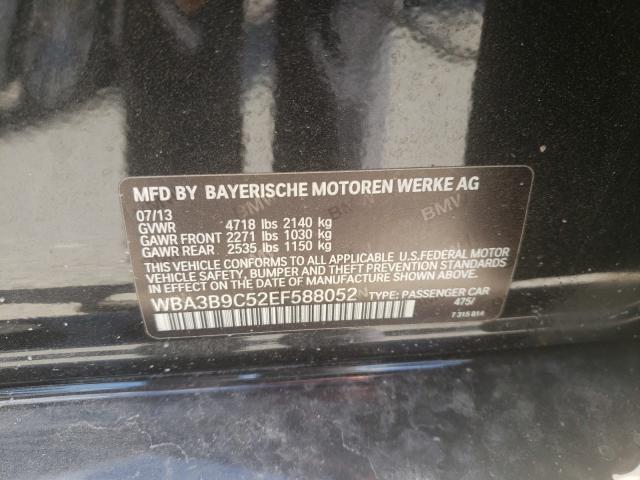 MFD BY BAYERISCHE MOTOREN WERKE AG
07/13
GVWR 4718 lbs 2140 kg
GAWR FRONT 2271 lbs 1030 kg
GAWR REAR 2535 lbs 1150 kg
THIS VEHICLE CONFORMS TO ALL APPLICABLE U.S.FEDERAL MOTOR
VEHICLE SAFETY, BUMPER AND THEFT PREVENTION STANDARDS IN
EFFECT ON THE DATE OF MANUFACTURE SHOWN ABOVE.
WBA3B9C52EF588052 TYPE: PASSENGER CAR
475/
7 315 814
BMW
BMW